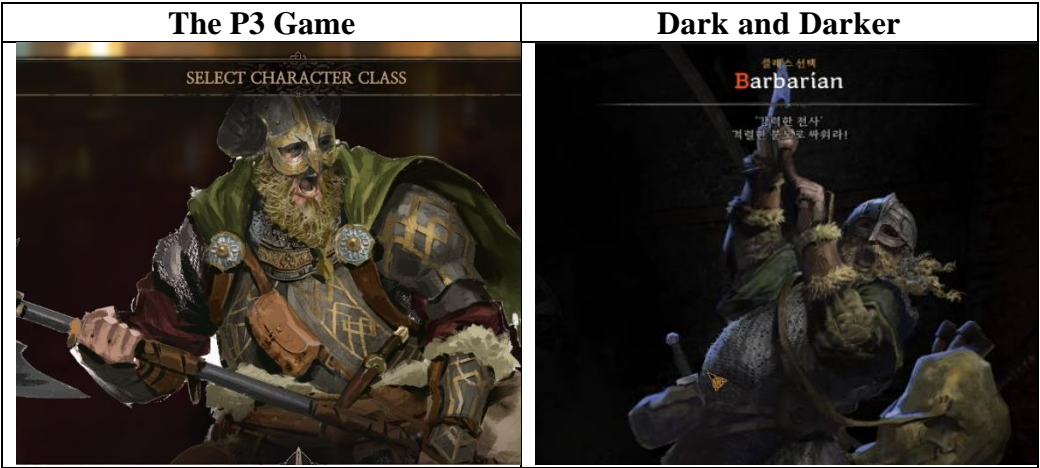 The P3 Game
Dark and Darker
SELECT CHARACTER CLASS
클래스 선택
Barbarian
'강력한 전사'
격렬한 분노로 싸워라!